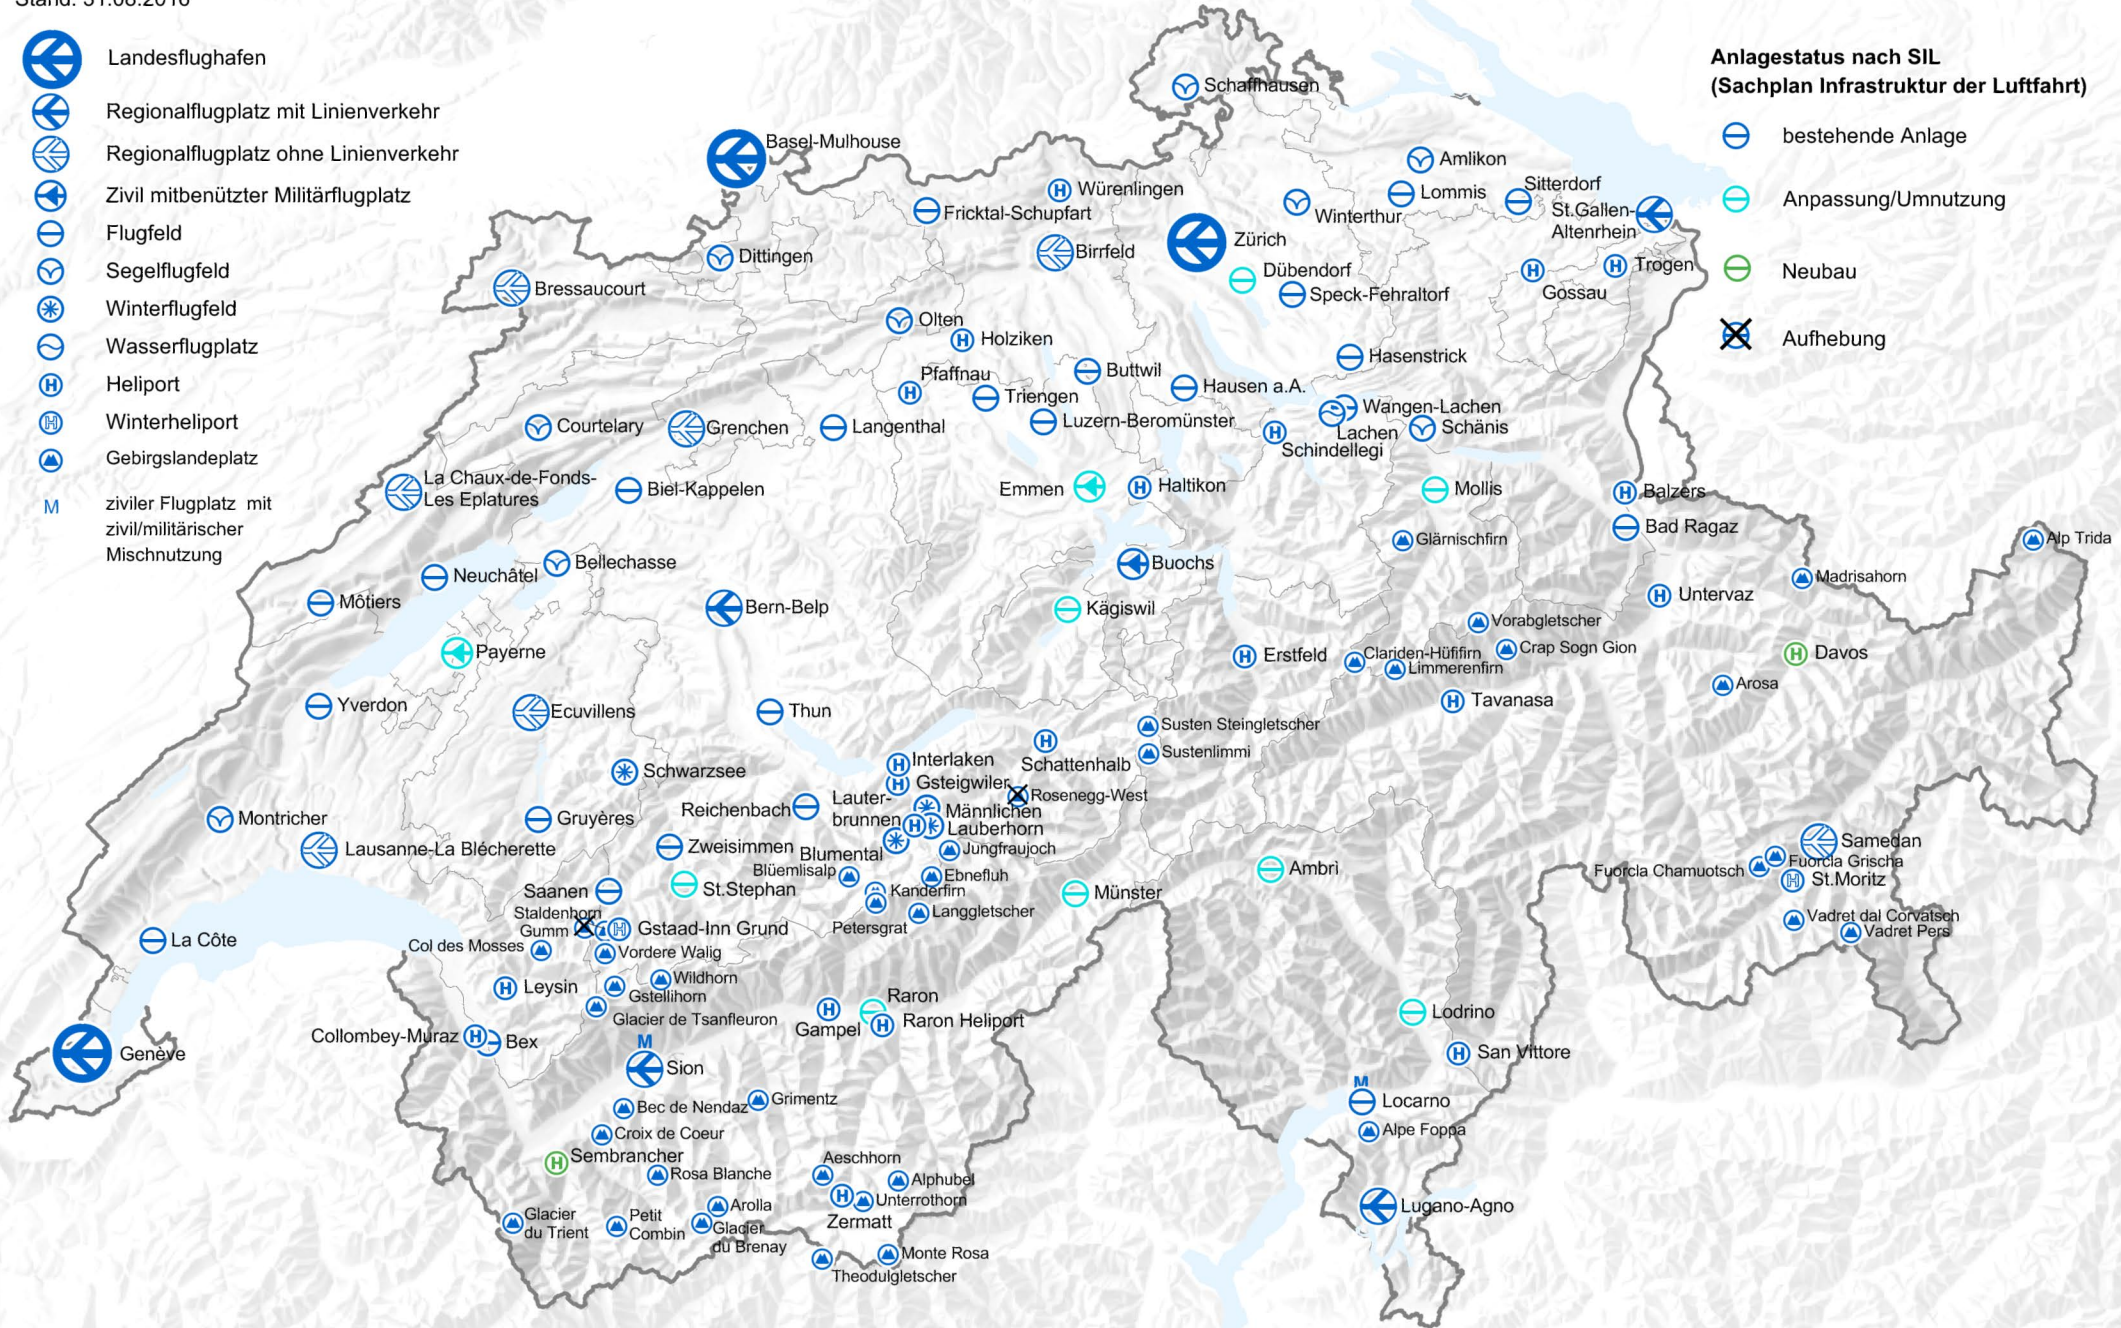 Stand: 31.08.2016
Landesflughafen
Regionalflugplatz mit Linienverkehr
Regionalflugplatz ohne Linienverkehr
Zivil mitbenützter Militärflugplatz
Flugfeld
Segelflugfeld
Winterflugfeld
Wasserflugplatz
H Heliport
H Winterheliport
Gebirgslandeplatz
M ziviler Flugplatz mit
zivil/militärischer
Mischnutzung
Anlagestatus nach SIL
(Sachplan Infrastruktur der Luftfahrt)
bestehende Anlage
Anpassung/Umnutzung
Neubau
Aufhebung
Schaffhausen
Basel-Mulhouse
Amlikon
H Würenlingen
Lommis
Sitterdorf
Fricktal-Schupfart
Winterthur
St.Gallen-
Altenrhein
Zürich
Birrfeld
Dittingen
Dübendorf
H Trogen
H Gossau
Bressaucourt
Speck-Fehraltorf
Olten
H Holziken
Hasenstrick
Buttwil
H Pfaffnau
Hausen a.A.
Triengen
Wangen-Lachen
Lachen
Courtelary
Grenchen
Langenthal
Luzern-Beromünster
Schänis
H Schindellegi
La Chaux-de-Fonds-
Les Eplatures
Biel-Kappelen
Emmen
H Haltikon
Mollis
H Balzers
Bad Ragaz
Glärnischfirn
Alp Trida
Bellechasse
Buochs
Neuchâtel
Madrisahorn
Môtiers
Bern-Belp
Kägiswil
H Untervaz
Vorabgletscher
Payerne
H Erstfeld
Clariden-Hüfifirn
Crap Sogn Gion
Limmerenfirn
H Davos
Arosa
Yverdon
Ecuvillens
Thun
H Tavanasa
Susten Steingletscher
Sustenlimmi
H Schattenhalb
H Interlaken
H Gsteigwiler
Schwarzsee
Rosenegg-West
Reichenbach
Lauter-
brunnen H
Männlichen
Lauberhorn
Montricher
Gruyères
Lausanne-La Blécherette
Zweisimmen
Blumental
Jungfraujoch
Samedan
Fuorcla Grischa
Fuorcla Chamuotsch
H St.Moritz
Blüemlisalp
Ebnefluh
Ambrì
Saanen
St.Stephan
Kanderfirn
Münster
Langgletscher
Petersgrat
Staldenhorn
Gumm
H Gstaad-Inn Grund
Vadret dal Corvatsch
Vadret Pers
La Côte
Col des Mosses
Vordere Walig
Wildhorn
H Leysin
Gstellihorn
Glacier de Tsanfleuron
Raron
H Gampel
H Raron Heliport
Lodrino
Collombey-Muraz H
Bex
Genève
M
Sion
H San Vittore
M
Locarno
Bec de Nendaz
Grimentz
Alpe Foppa
Croix de Coeur
H Sembrancher
Rosa Blanche
Aeschhorn
Alphubel
Unterrothorn
H Zermatt
Arolla
Lugano-Agno
Glacier
du Trient
Petit
Combin
Glacier
du Brenay
Monte Rosa
Theodulgletscher